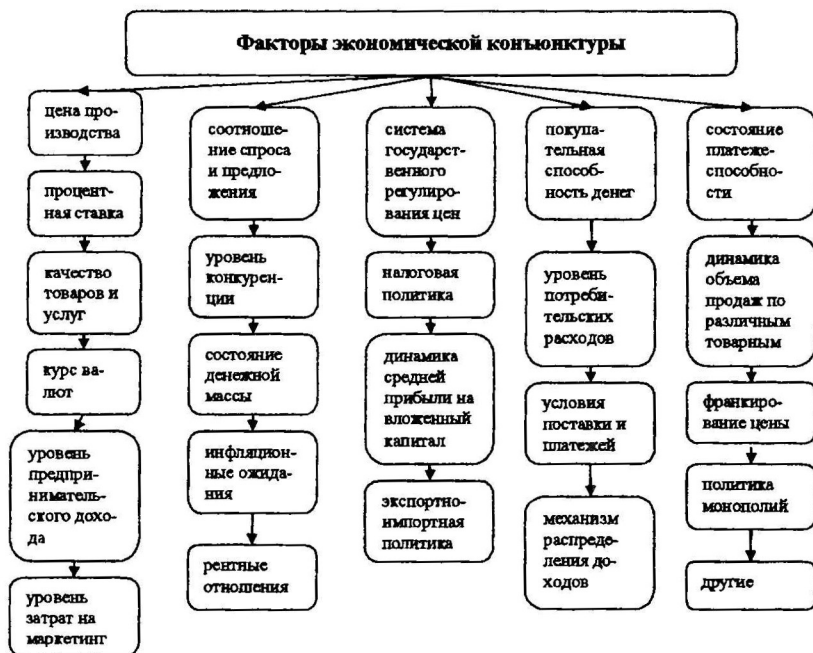 Факторы экономической конъюнктуры
цена про-
изводства
процент-
ная ставка
качество
товаров и
услуг
курс ва-
лют
уровень
предпри-
ниматель-
ского дохо-
да
уровень
затрат на
маркетинг
соотноше-
ние спроса
и предло-
жения
уровень
конкурен-
ции
состояние
денежной
массы
инфляцион-
ные ожида-
ния
рентные
отношения
система
государст-
венного
регулиро-
вания цен
налоговая
политика
динамика
средней
прибыли на
вложенный
капитал
экспортно-
импортная
политика
покупа-
тельная
способ-
ность денег
уровень
потреби-
тельских
расходов
условия
поставки и
платежей
механизм
распреде-
ления до-
ходов
состояние
платеже-
способно-
сти
динамика
объема
продаж по
различным
товарным
франкиро-
вание цены
политика
монополий
другие